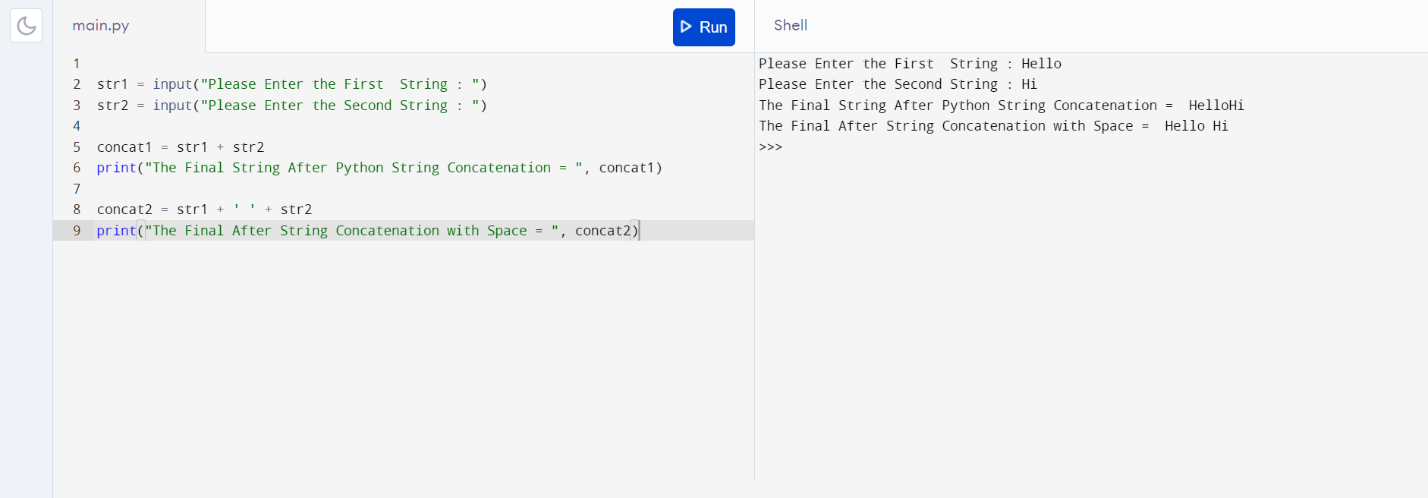 main.py
Run
Shell
1
2 str1 = input("Please Enter the First  String : ")
3 str2 = input("Please Enter the Second String : ")
4
5 concat1 = str1 + str2
6 print("The Final String After Python String Concatenation = ", concat1)
7
8 concat2 = str1 + ' ' + str2
9 print("The Final After String Concatenation with Space = ", concat2)
Please Enter the First  String : Hello
Please Enter the Second String : Hi
The Final String After Python String Concatenation =  HelloHi
The Final After String Concatenation with Space =  Hello Hi
>>>